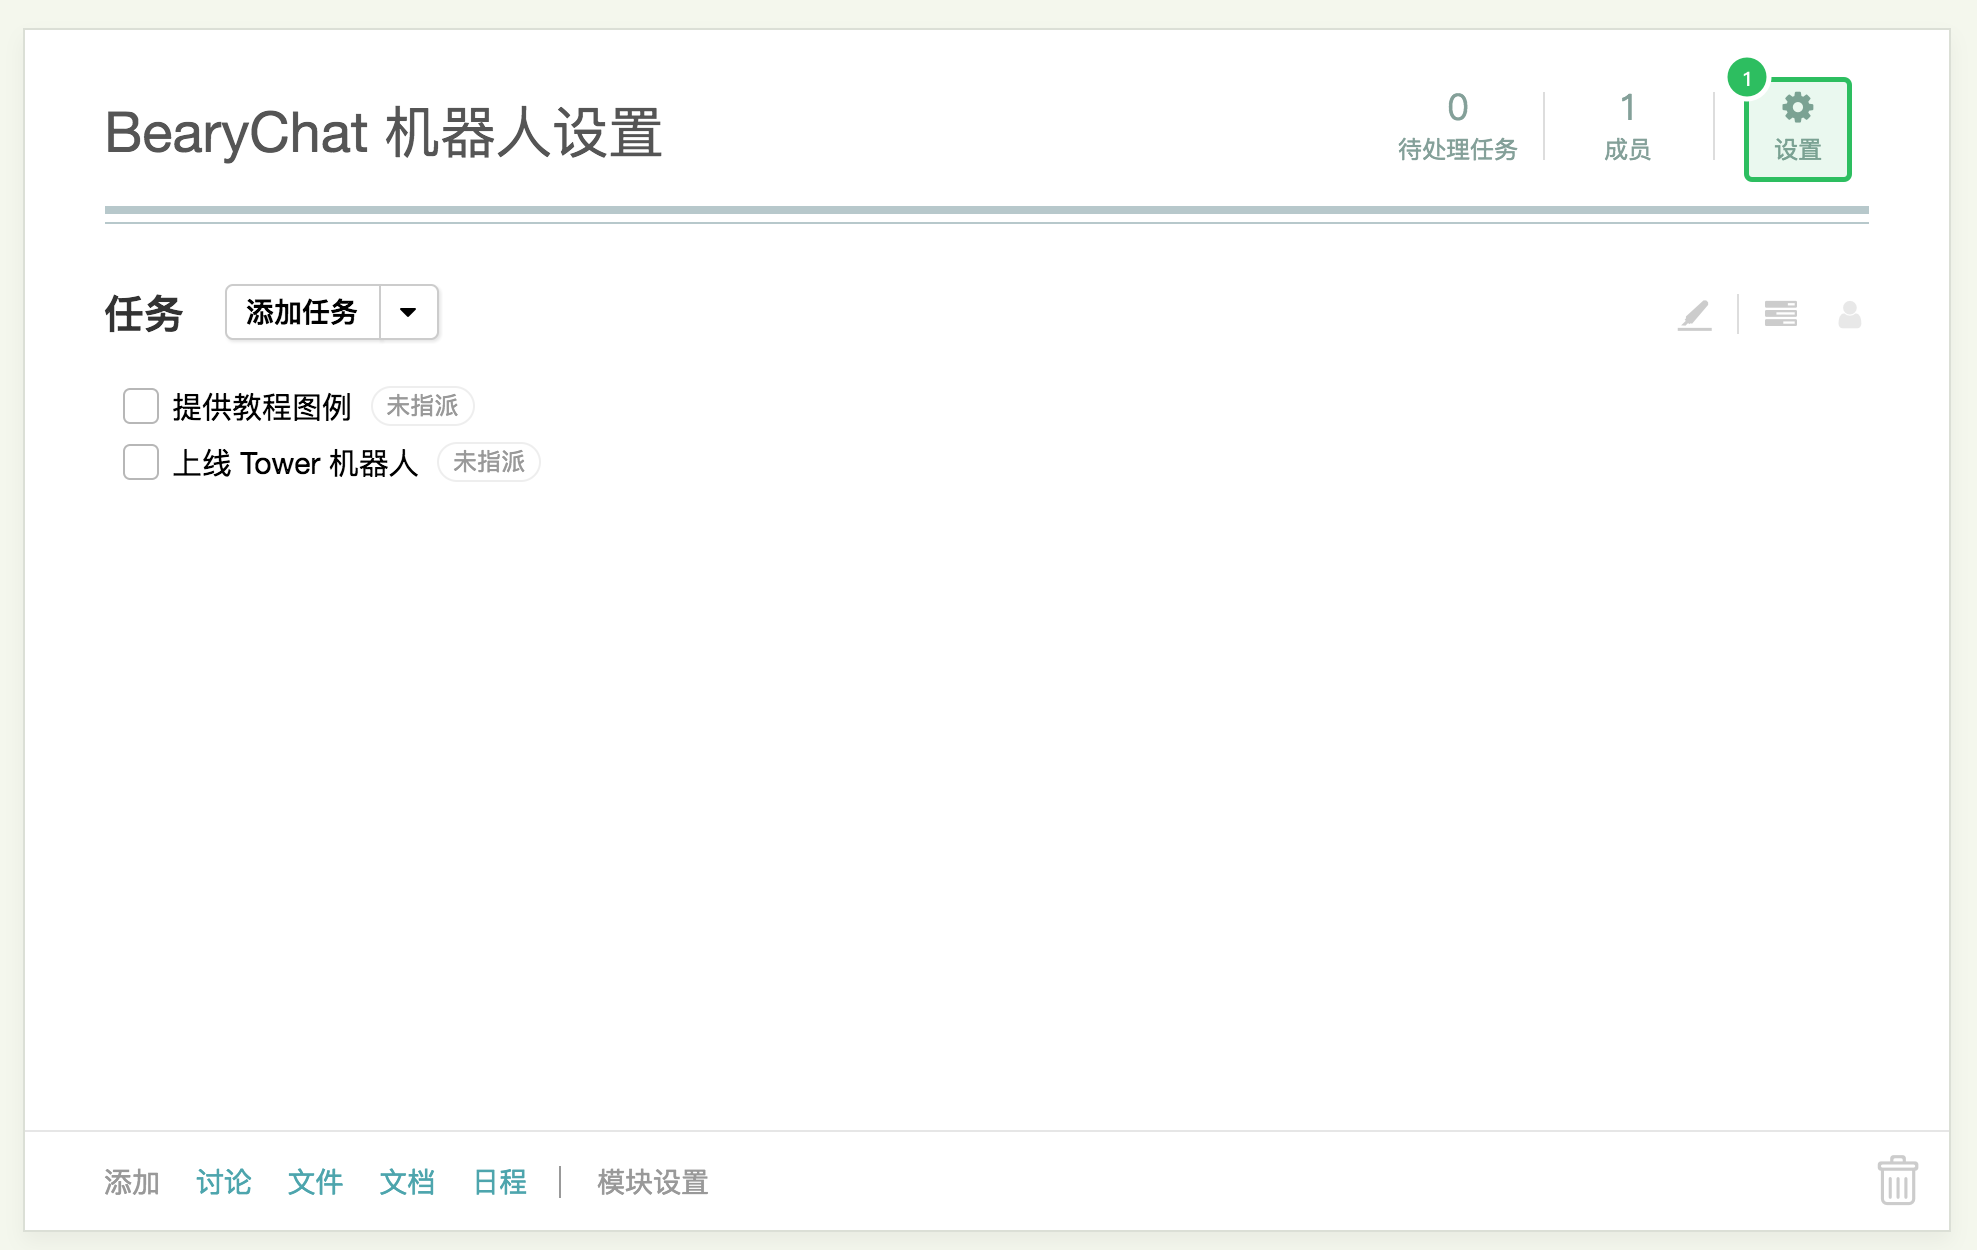 BearyChat 机器人设置
0
待处理任务
1
成员
1
设置
任务
添加任务
提供教程图例 未指派
上线 Tower 机器人 未指派
添加 讨论 文件 文档 日程 模块设置